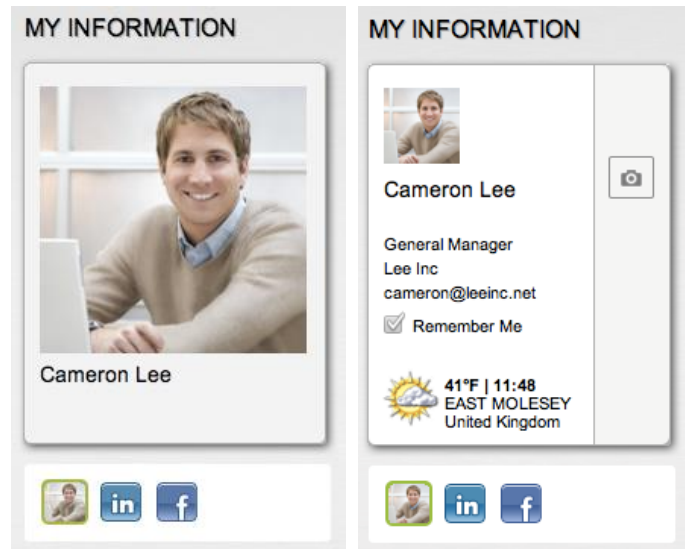 MY INFORMATION
Cameron Lee
in f
MY INFORMATION
Cameron Lee
General Manager
Lee Inc
cameron@leeinc.net
Remember Me
41°F | 11:48
EAST MOLESEY
United Kingdom
in f